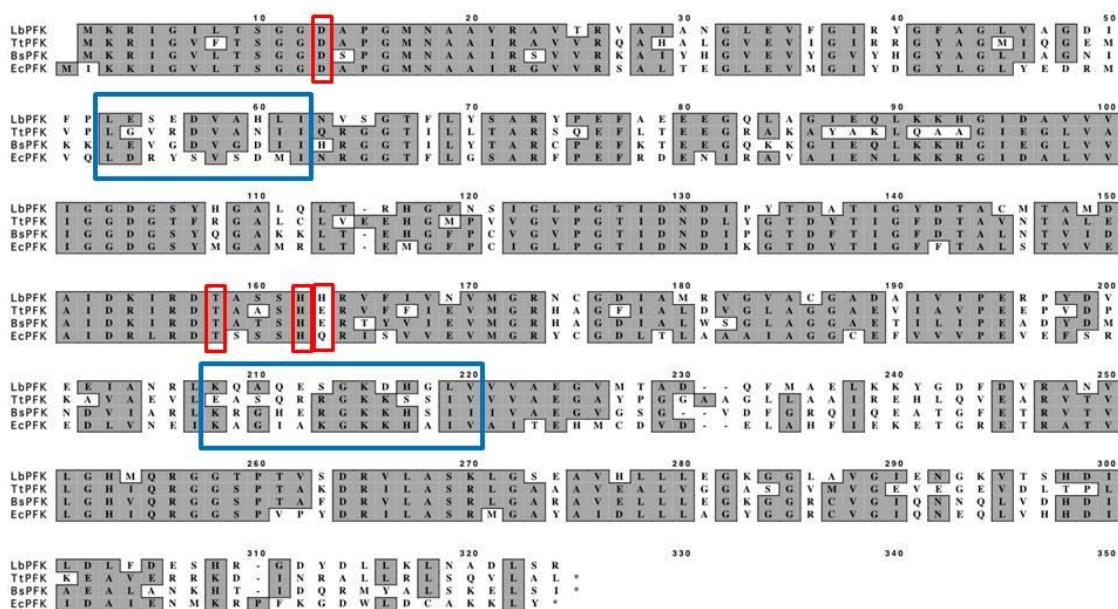 10 20 30 40 50
LbPFK M K R I G I L T S G G D A P G M N A A V R A V T R V A I A N G L E V F G I R Y G F A G L V A G D I
TtPFK M K R I G V F T S G G D A P G M N A A I R A V V R Q A H A L G V E V I G I R R G Y A G M I Q G E M
BsPFK M K R I G V L T S G G D S P G M N A A I R S V V R K A I Y H G V E V Y G V Y H G Y A G L I A G N I
EcPFK M I K K I G V L T S G G D A P G M N A A I R G V V R S A L T E G L E V M G I Y D G Y L G L Y E D R M
60 70 80 90 100
LbPFK F P L E S E D V A H L I N V S G T F L Y S A R Y P E F A E E E G Q L A G I E Q L K K H G I D A V V V
TtPFK V P L G V R D V A N I I Q R G G T I L L T A R S Q E F L T E E G R A K A Y A K L Q A A G I E G L V A
BsPFK K K L E V G D V G D I I H R G G T I L Y T A R C P E F K T E E G Q K K G I E Q L K K H G I E G L V V
EcPFK V Q L D R Y S V S D M I N R G G T F L G S A R F P E F R D E N I R A V A I E N L K K R G I D A L V V
110 120 130 140 150
LbPFK I G G D G S Y H G A L Q L T - R H G F N S I G L P G T I D N D I P Y T D A T I G Y D T A C M T A M D
TtPFK I G G D G T F R G A L C L V E E H G M P V V G V P G T I D N D L Y G T D Y T I G F D T A V N T A L E
BsPFK I G G D G S Y Q G A K K L T - E H G F P C V G V P G T I D N D I P G T D F T I G F D T A L N T V I D
EcPFK I G G D G S Y M G A M R L T - E M G F P C I G L P G T I D N D I K G T D Y T I G F F T A L S T V V E
160 170 180 190 200
LbPFK A I D K I R D T A S S H H R V F I V N V M G R N C G D I A M R V G V A C G A D A I V I P E R P Y D V
TtPFK A I D R I R D T A A S H E R V F F I E V M G R H A G F I A L D V G L A G G A E V I A V P E E P V D P
BsPFK A I D K I R D T A T S H E R T Y V I E V M G R H A G D I A L W S G L A G G A E T I L I P E A D Y D M
EcPFK A I D R L R D T S S S H Q R I S V V E V M G R Y C G D L T L A A A I A G G C E F V V V P E V E F S R
210 220 230 240 250
LbPFK E E I A N R L K Q A Q E S G K D H G L V V V A E G V M T A D - - Q F M A E L K K Y G D F D V R A N V
TtPFK K A V A E V L E A S Q R R G K K S S I V V V A E G A Y P G G A A G L L A A I R E H L Q V E A R V T V
BsPFK N D V I A R L K R G H E R G K K H S I I I V A E G V G S G - - V D F G R Q I Q E A T G F E T R V T V
EcPFK E D L V N E I K A G I A K G K K H A I V A I T E H M C D V D - - E L A H F I E K E T G R E T R A T V
260 270 280 290 300
LbPFK L G H M Q R G G T P T V S D R V L A S K L G S E A V H L L L E G K G G L A V G I E N G K V T S H D I
TtPFK L G H I Q R G G S P T A K D R I L A S R L G A A A V E A L V G G A S G V M V G E V E G E V D L T P L
BsPFK L G H V Q R G G S P T A F D R V L A S R L G A R A V E L L L E G K G G R C V G I Q N N Q L V D H D I
EcPFK L G H I Q R G G S P V P Y D R I L A S R M G A Y A I D L L L A G Y G G R C V G I Q N E Q L V H H D I
310 320 330 340 350
LbPFK L D L F D E S H R - G D Y D L L K L N A D L S R
TtPFK K E A V E R R K D - I N R A L L R L S Q V L A L *
BsPFK A E A L A N K H T - I D Q R M Y A L S K E L S I *
EcPFK I D A I E N M K R P F K G D W L D C A K K L Y *